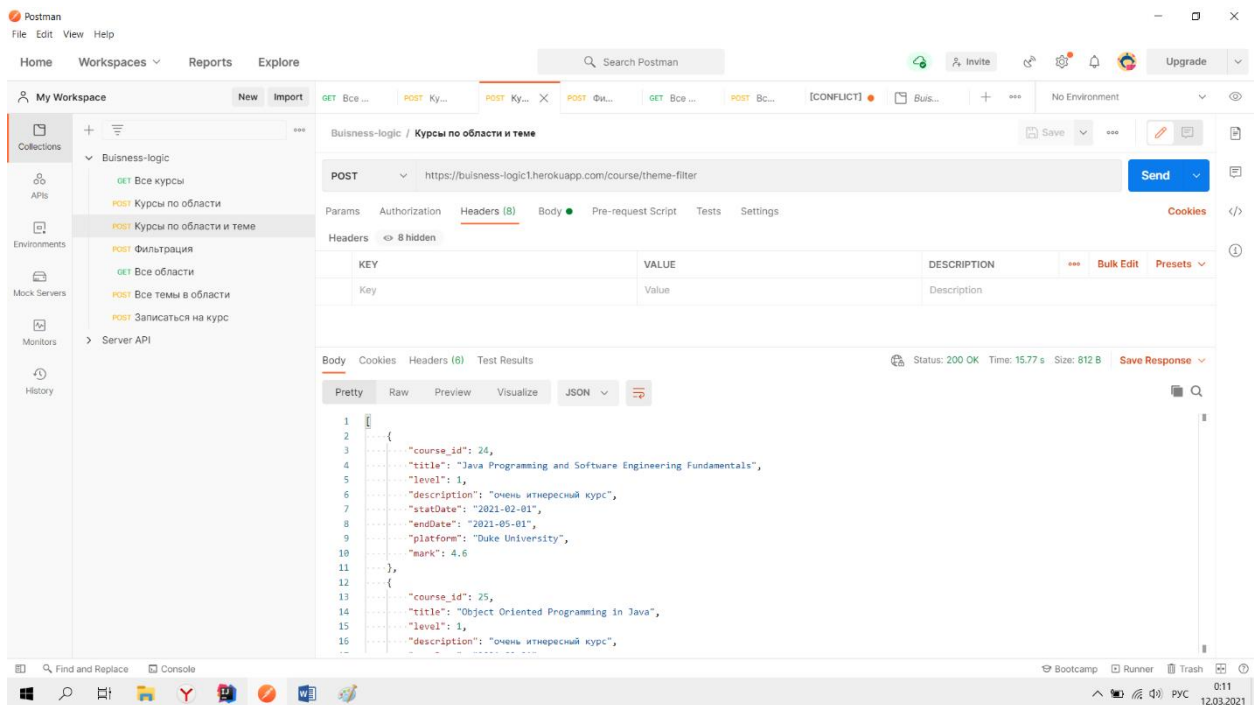 Postman
File Edit View Help
Home Workspaces Reports Explore Search Postman Invite Upgrade
My Workspace New Import GET Все ... POST Ку... POST Ку... POST Фи... GET Все ... POST Вс... [CONFLICT] Buis... No Environment
Collections
APIs
Environments
Mock Servers
Monitors
History
Buisness-logic
GET Все курсы
POST Курсы по области
POST Курсы по области и теме
POST Фильтрация
GET Все области
POST Все темы в области
POST Записаться на курс
Server API
Buisness-logic / Курсы по области и теме Save
POST https://buisness-logic1.herokuapp.com/course/theme-filter Send
Params Authorization Headers (8) Body Pre-request Script Tests Settings Cookies
Headers 8 hidden
KEY VALUE DESCRIPTION Bulk Edit Presets
Key Value Description
Body Cookies Headers (6) Test Results Status: 200 OK Time: 15.77 s Size: 812 B Save Response
Pretty Raw Preview Visualize JSON
1 [
2 {
3 "course_id": 24,
4 "title": "Java Programming and Software Engineering Fundamentals",
5 "level": 1,
6 "description": "очень итнересный курс",
7 "statDate": "2021-02-01",
8 "endDate": "2021-05-01",
9 "platform": "Duke University",
10 "mark": 4.6
11 },
12 {
13 "course_id": 25,
14 "title": "Object Oriented Programming in Java",
15 "level": 1,
16 "description": "очень итнересный курс",
Find and Replace Console Bootcamp Runner Trash
РУС 0:11
12.03.2021